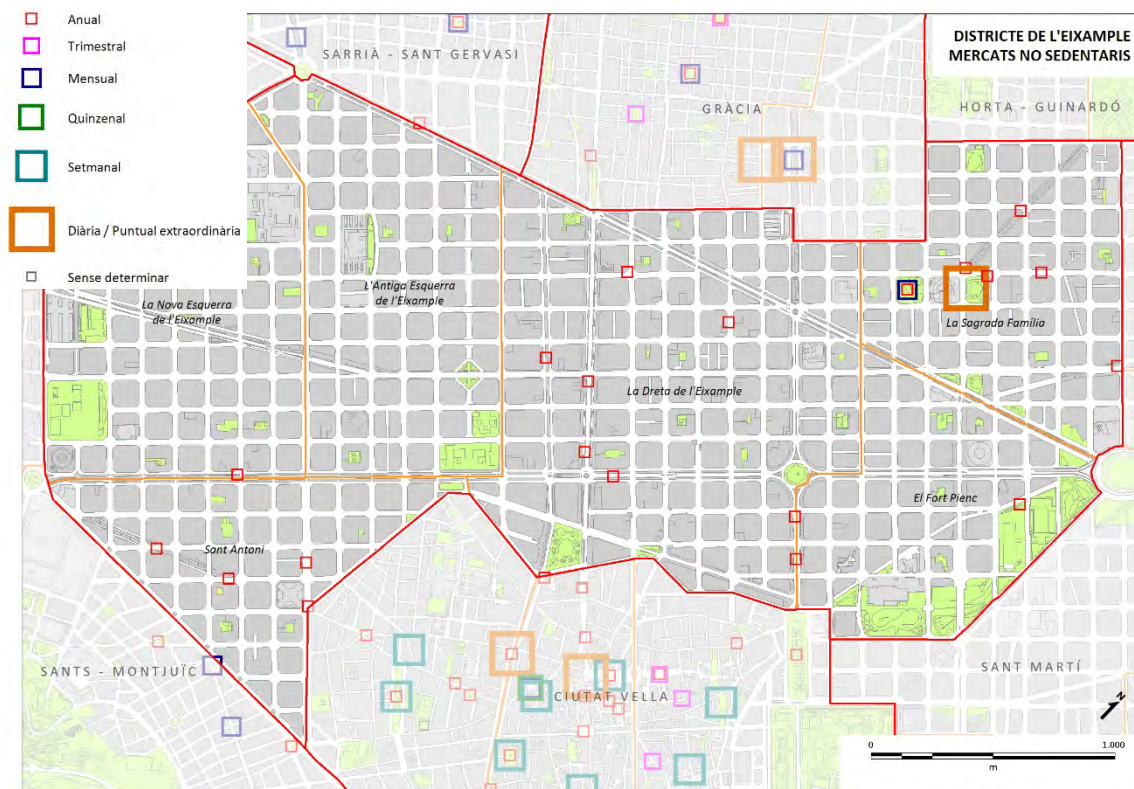 Anual
Trimestral
Mensual
Quinzenal
Setmanal
Diària / Puntual extraordinària
Sense determinar
DISTRICTE DE L'EIXAMPLE
MERCATS NO SEDENTARIS
SARRIÀ - SANT GERVASI
GRÀCIA
HORTA - GUINARDÓ
La Nova Esquerra
de l'Eixample
L'Antiga Esquerra
de l'Eixample
La Sagrada Família
La Dreta de l'Eixample
El Fort Pienc
Sant Antoni
SANTS - MONTJUÏC
CIUTAT VELLA
SANT MARTÍ
N
0 1.000
m